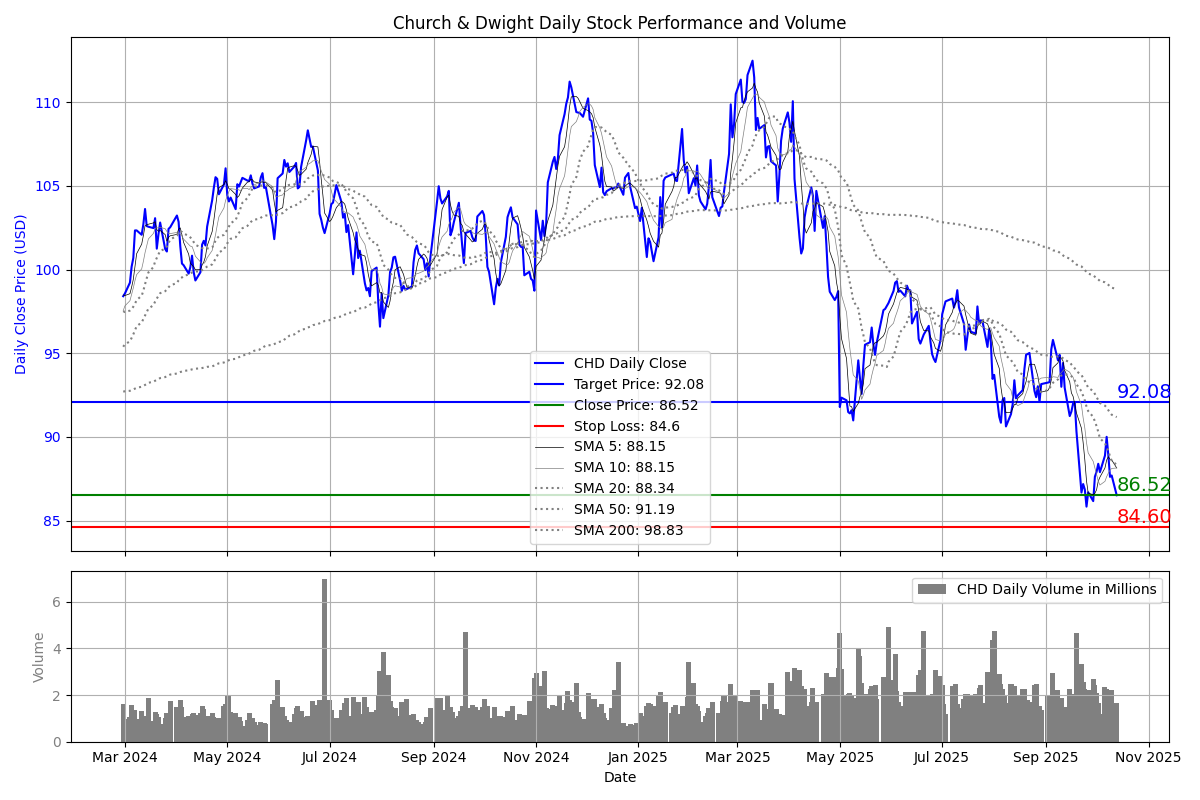 Church & Dwight Daily Stock Performance and Volume
Daily Close Price (USD)
110
105
100
95
90
85
CHD Daily Close
Target Price: 92.08
Close Price: 86.52
Stop Loss: 84.6
SMA 5: 88.15
SMA 10: 88.15
SMA 20: 88.34
SMA 50: 91.19
SMA 200: 98.83
92.08
86.52
84.60
Volume
6
4
2
0
CHD Daily Volume in Millions
Mar 2024 May 2024 Jul 2024 Sep 2024 Nov 2024 Jan 2025 Mar 2025 May 2025 Jul 2025 Sep 2025 Nov 2025
Date